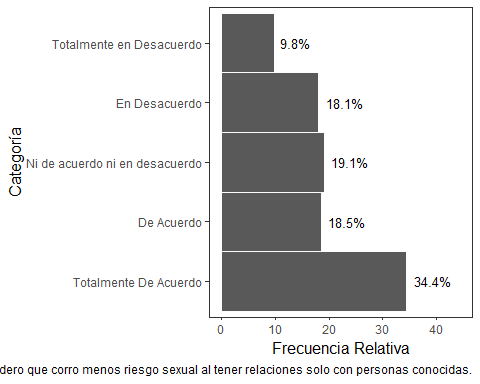 Totalmente en Desacuerdo
9.8%
En Desacuerdo
18.1%
Ni de acuerdo ni en desacuerdo
19.1%
De Acuerdo
18.5%
Totalmente De Acuerdo
34.4%
Categoría
0 10 20 30 40
Frecuencia Relativa
dero que corro menos riesgo sexual al tener relaciones solo con personas conocidas.